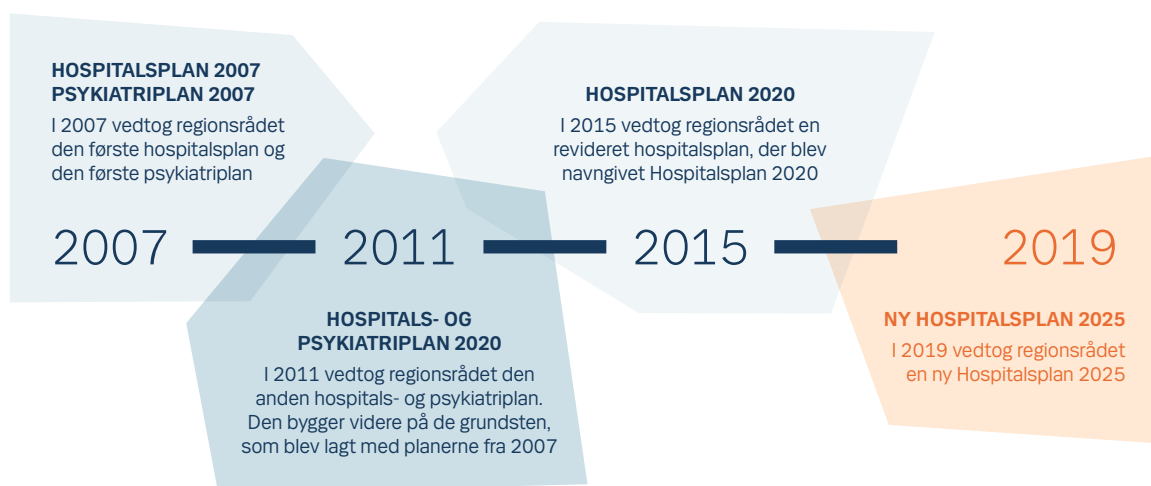 HOSPITALSPLAN 2007
PSYKIATRIPLAN 2007
I 2007 vedtog regionsrådet
den første hospitalsplan og
den første psykiatriplan
HOSPITALSPLAN 2020
I 2015 vedtog regionsrådet en
revideret hospitalsplan, der blev
navngivet Hospitalsplan 2020
2007
2011
2015
2019
HOSPITALS- OG
PSYKIATRIPLAN 2020
I 2011 vedtog regionsrådet den
anden hospitals- og psykiatriplan.
Den bygger videre på de grundsten,
som blev lagt med planerne fra 2007
NY HOSPITALSPLAN 2025
I 2019 vedtog regionsrådet
en ny Hospitalsplan 2025